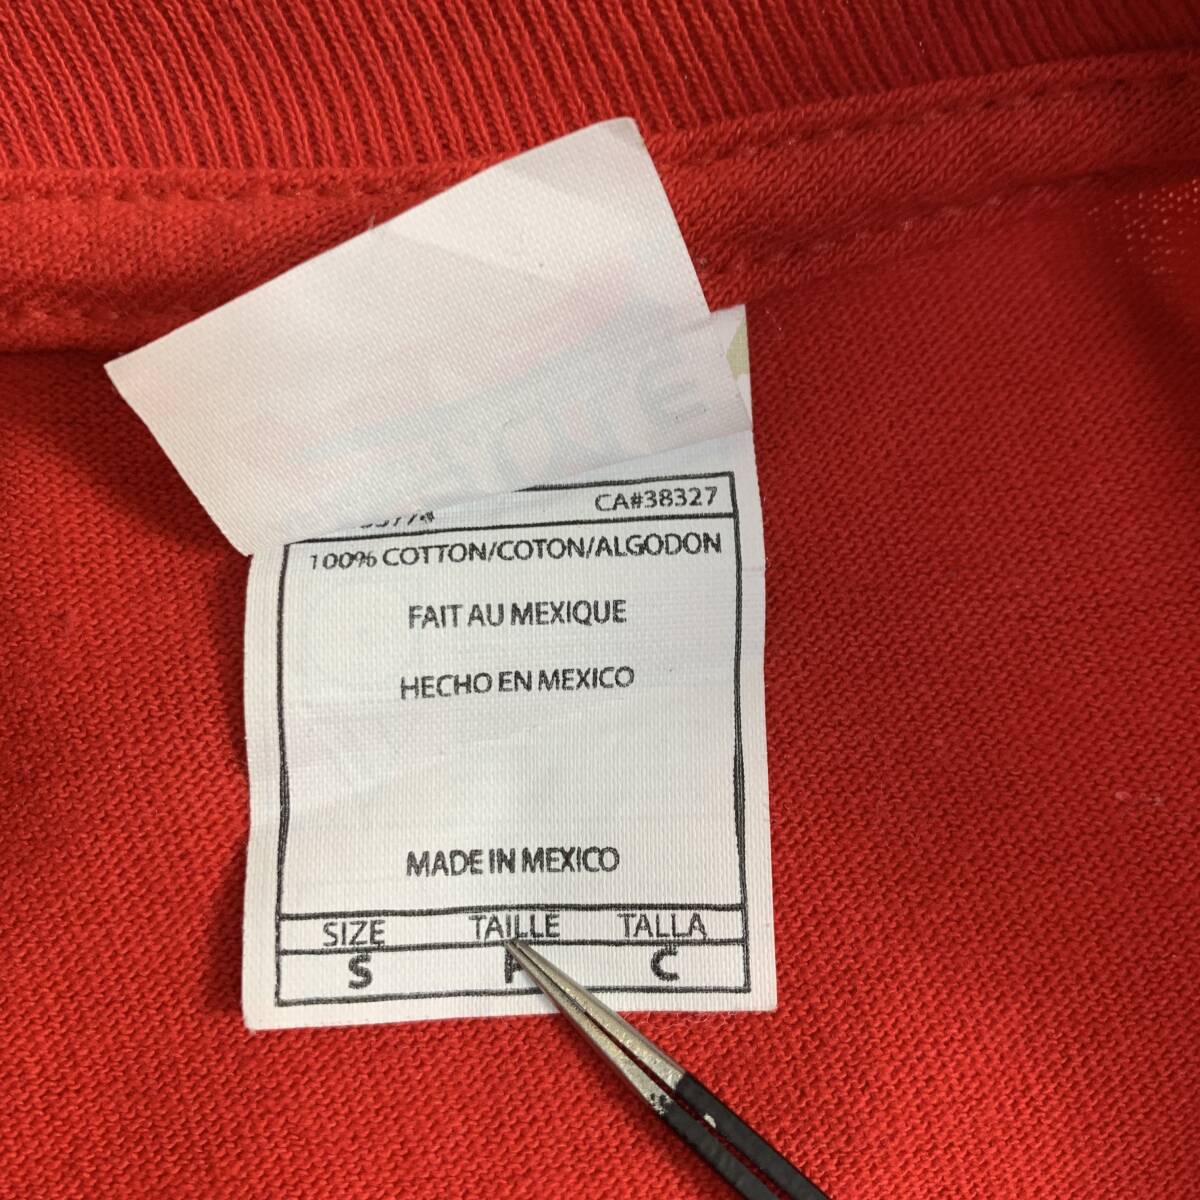 CA#38327
100% COTTON/COTON/ALGODON
FAIT AU MEXIQUE
HECHO EN MEXICO
MADE IN MEXICO
SIZE TAILLE TALLA
S P C